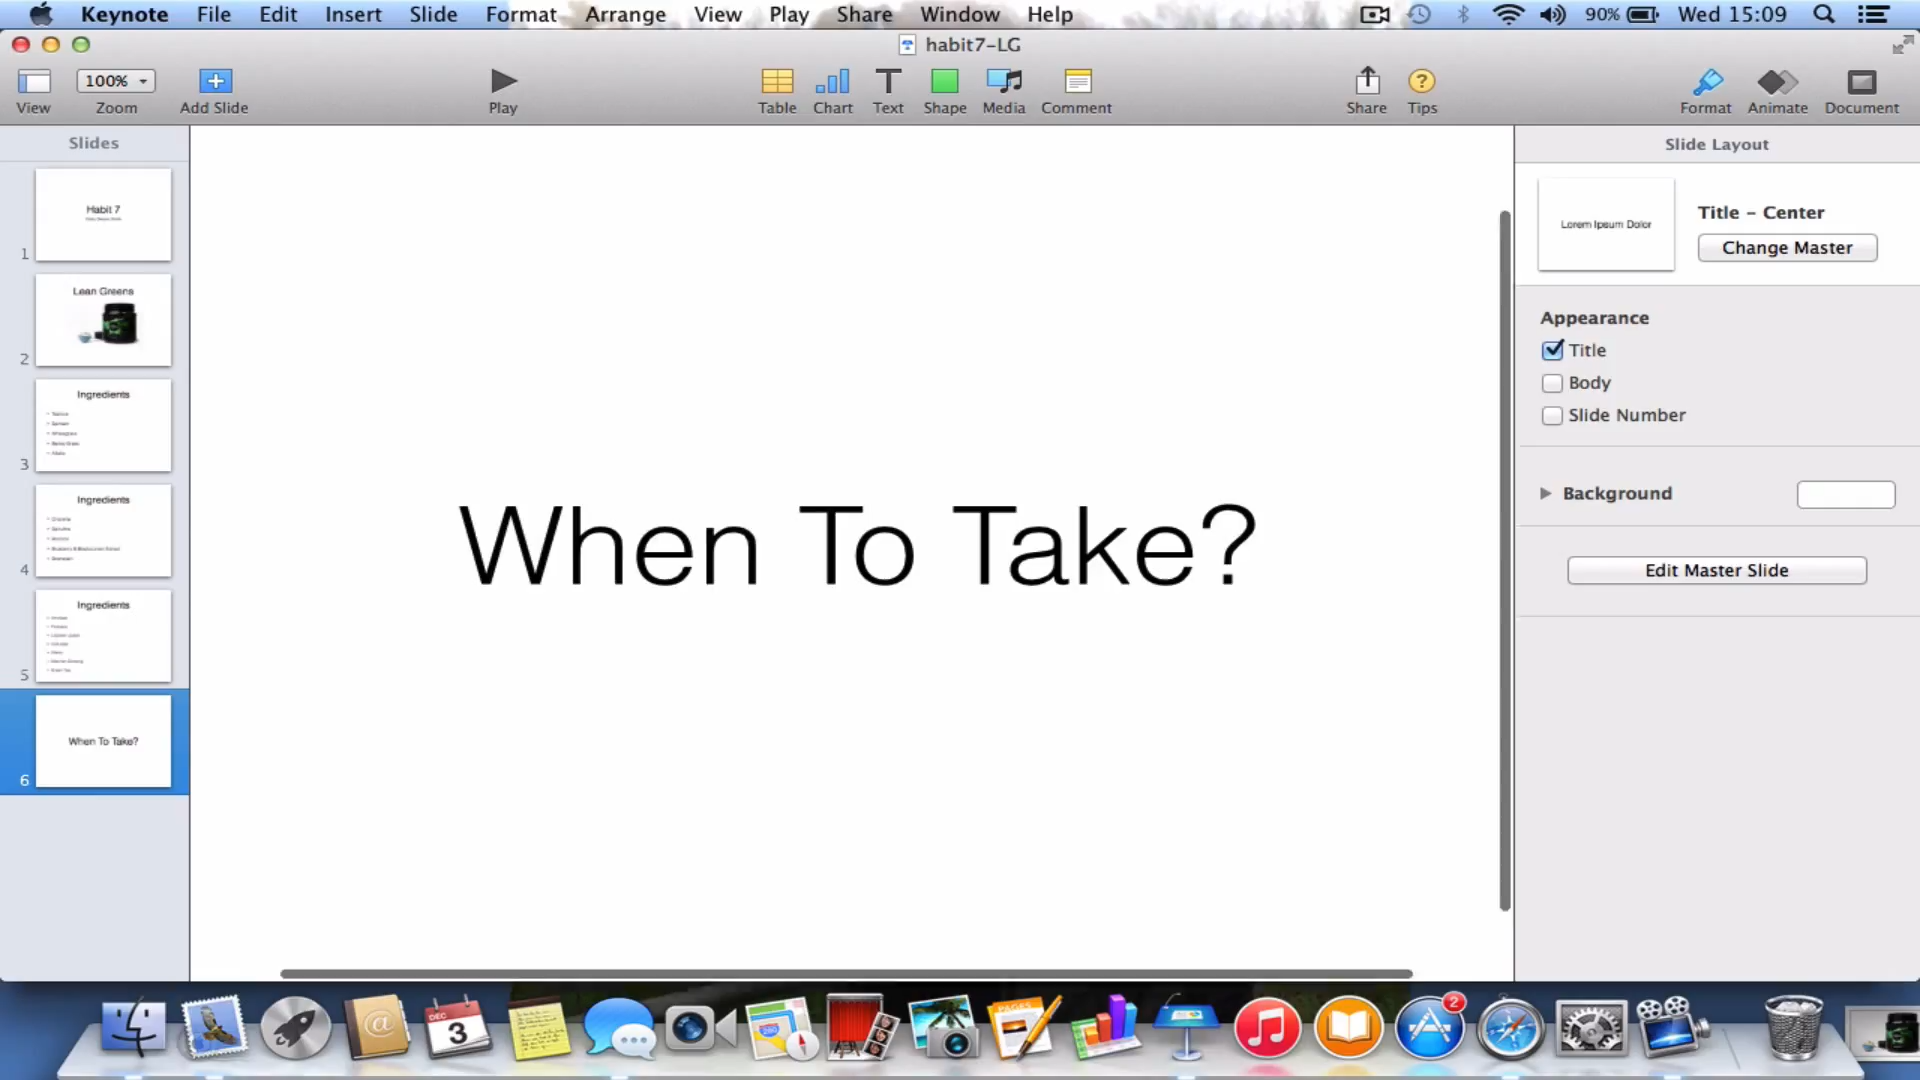 Keynote File Edit Insert Slide Format Arrange View Play Share Window Help 90% Wed 15:09
habit7-LG
100%
View Zoom Add Slide Play Table Chart Text Shape Media Comment Share Tips Format Animate Document
Slides
Habit 7
1
Lean Greens
2
Ingredients
3
Ingredients
4
Ingredients
5
When To Take?
6
When To Take?
Slide Layout
Lorem Ipsum Dolor
Title - Center
Change Master
Appearance
Title
Body
Slide Number
Background
Edit Master Slide
DEC
3
PAGES
2